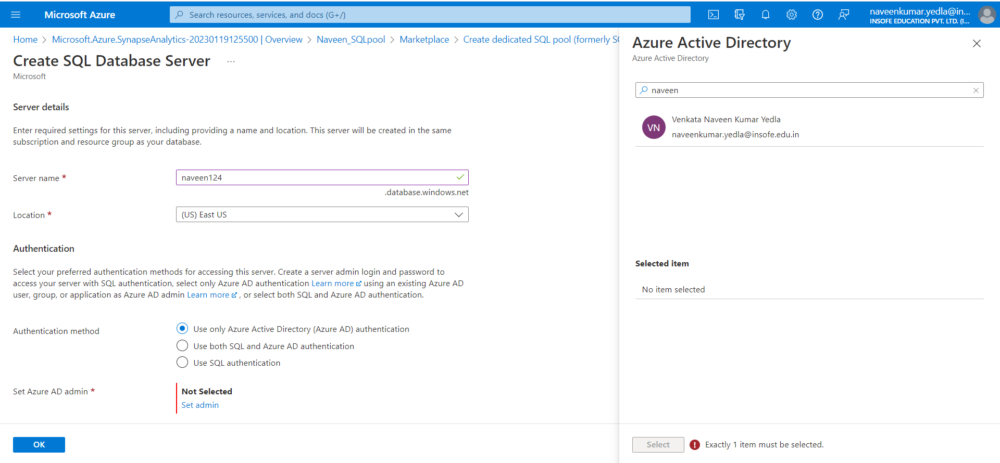 Microsoft Azure
Search resources, services, and docs (G+/)
naveenkumar.yedla@in...
INSOFE EDUCATION PVT. LTD. (I...
Home > Microsoft.Azure.SynapseAnalytics-20230119125500 | Overview > Naveen_SQLpool > Marketplace > Create dedicated SQL pool (formerly SQ
Create SQL Database Server ...
Microsoft
Server details
Enter required settings for this server, including providing a name and location. This server will be created in the same
subscription and resource group as your database.
Server name *
naveen124
.database.windows.net
Location *
(US) East US
Authentication
Select your preferred authentication methods for accessing this server. Create a server admin login and password to
access your server with SQL authentication, select only Azure AD authentication Learn more using an existing Azure AD
user, group, or application as Azure AD admin Learn more , or select both SQL and Azure AD authentication.
Authentication method
Use only Azure Active Directory (Azure AD) authentication
Use both SQL and Azure AD authentication
Use SQL authentication
Set Azure AD admin *
Not Selected
Set admin
OK
Azure Active Directory
Azure Active Directory
naveen
VN
Venkata Naveen Kumar Yedla
naveenkumar.yedla@insofe.edu.in
Selected item
No item selected
Select
Exactly 1 item must be selected.